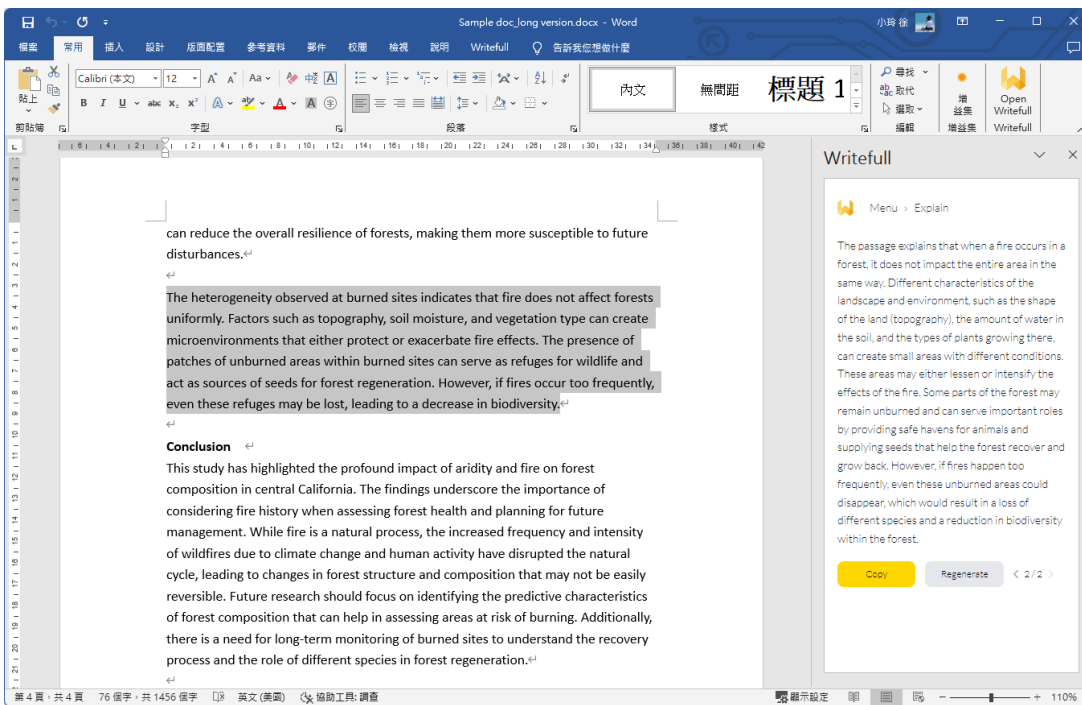 Sample doc_long version.docx - Word
小玲 徐
檔案 常用 插入 設計 版面配置 參考資料 郵件 校閱 檢視 說明 Writefull 告訴我您想做什麼
貼上
剪貼簿
Calibri (本文) 12
B I U abc x₂ x²
字型
段落
內文 無間距 標題 1
樣式
尋找
取代
選取
編輯
增益集
增益集
Open Writefull
Writefull
can reduce the overall resilience of forests, making them more susceptible to future
disturbances.
The heterogeneity observed at burned sites indicates that fire does not affect forests
uniformly. Factors such as topography, soil moisture, and vegetation type can create
microenvironments that either protect or exacerbate fire effects. The presence of
patches of unburned areas within burned sites can serve as refuges for wildlife and
act as sources of seeds for forest regeneration. However, if fires occur too frequently,
even these refuges may be lost, leading to a decrease in biodiversity.
Conclusion
This study has highlighted the profound impact of aridity and fire on forest
composition in central California. The findings underscore the importance of
considering fire history when assessing forest health and planning for future
management. While fire is a natural process, the increased frequency and intensity
of wildfires due to climate change and human activity have disrupted the natural
cycle, leading to changes in forest structure and composition that may not be easily
reversible. Future research should focus on identifying the predictive characteristics
of forest composition that can help in assessing areas at risk of burning. Additionally,
there is a need for long-term monitoring of burned sites to understand the recovery
process and the role of different species in forest regeneration.
Writefull
Menu › Explain
The passage explains that when a fire occurs in a
forest, it does not impact the entire area in the
same way. Different characteristics of the
landscape and environment, such as the shape
of the land (topography), the amount of water in
the soil, and the types of plants growing there,
can create small areas with different conditions.
These areas may either lessen or intensify the
effects of the fire. Some parts of the forest may
remain unburned and can serve important roles
by providing safe havens for animals and
supplying seeds that help the forest recover and
grow back. However, if fires happen too
frequently, even these unburned areas could
disappear, which would result in a loss of
different species and a reduction in biodiversity
within the forest.
Copy Regenerate < 2/2 >
第 4 頁，共 4 頁 76 個字，共 1456 個字 英文 (美國) 協助工具: 調查 顯示設定 110%